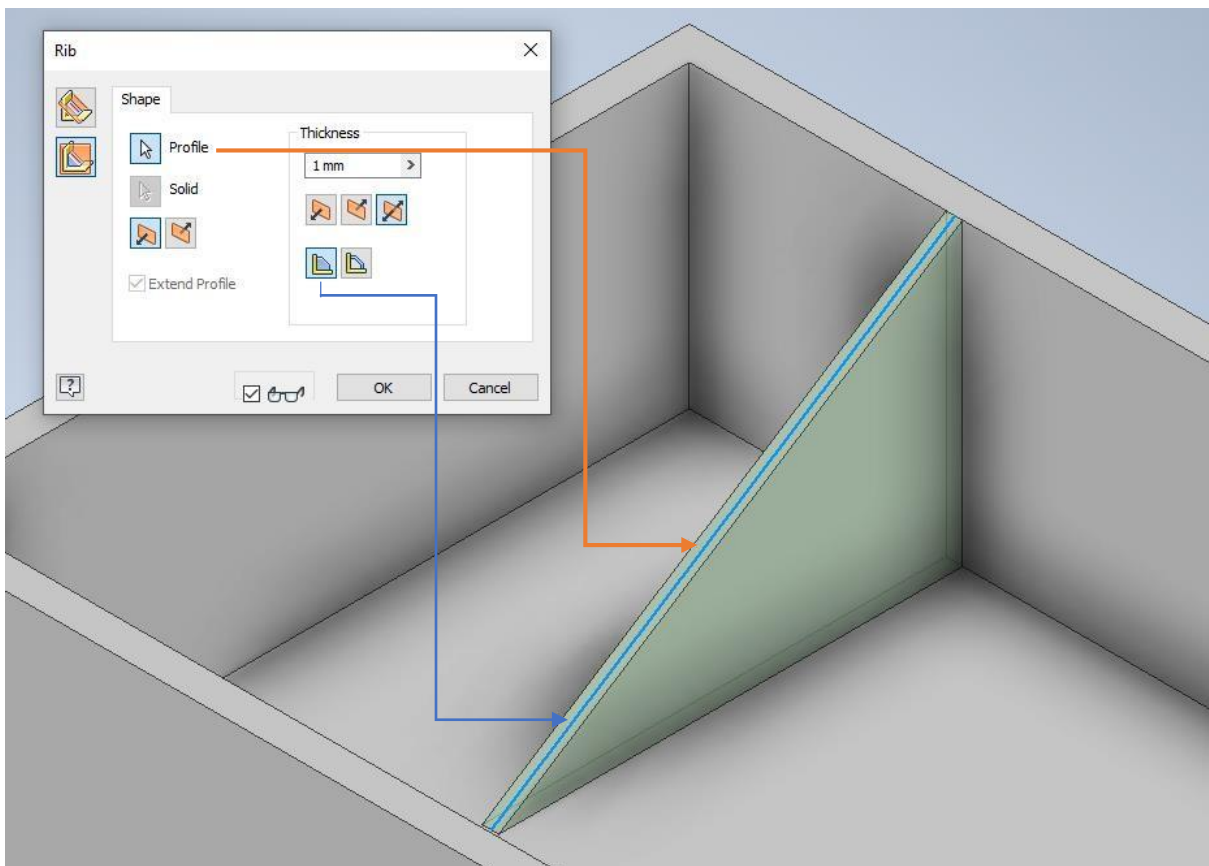 Rib
Shape
Profile
Thickness
1 mm
Solid
Extend Profile
OK
Cancel